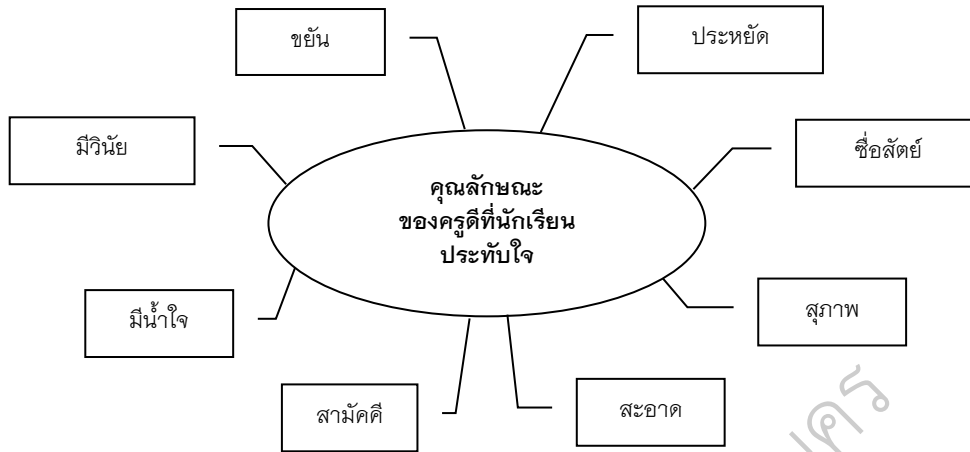 ขยัน
ประหยัด
มีวินัย
ซื่อสัตย์
คุณลักษณะ
ของครูดีที่นักเรียน
ประทับใจ
มีน้ำใจ
สุภาพ
สามัคคี
สะอาด